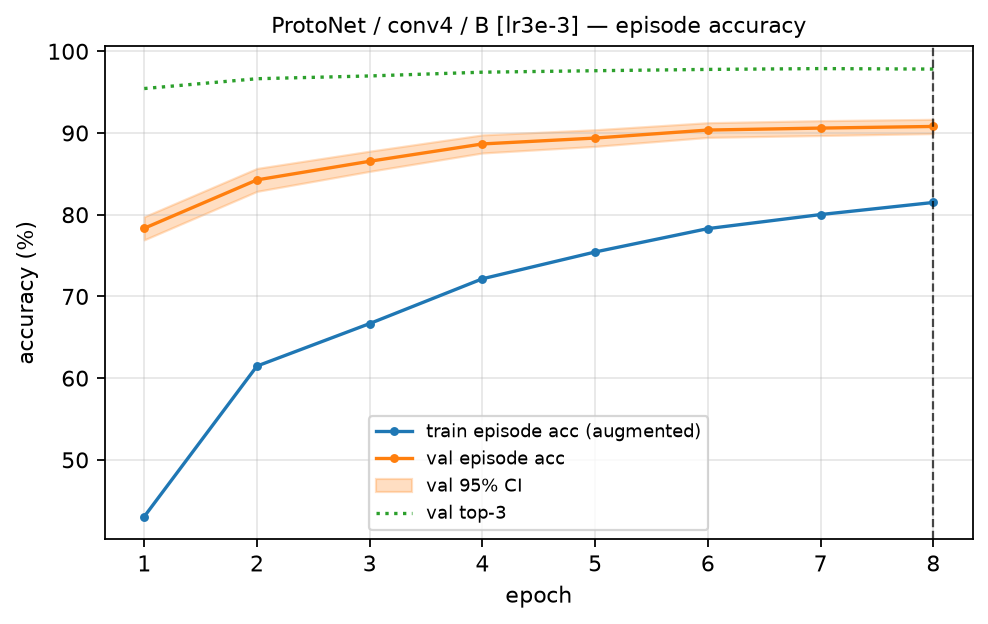 ProtoNet / conv4 / B [lr3e-3] — episode accuracy
accuracy (%)
100
90
80
70
60
50
train episode acc (augmented)
val episode acc
val 95% CI
val top-3
1 2 3 4 5 6 7 8
epoch